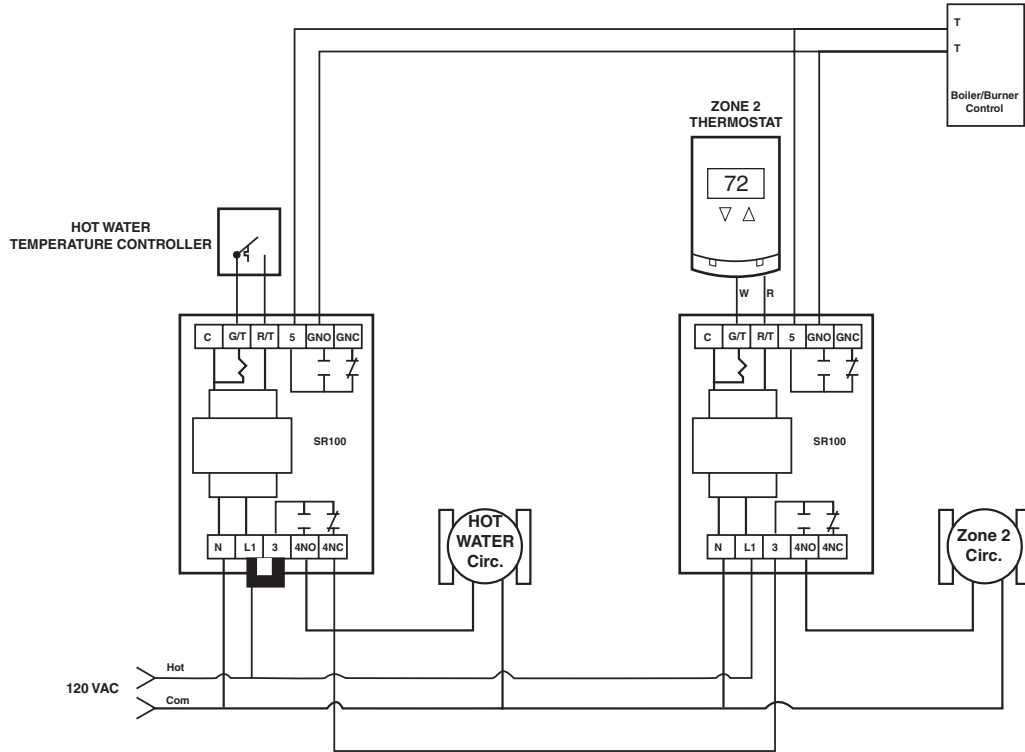 T
T
Boiler/Burner
Control
ZONE 2
THERMOSTAT
72
HOT WATER
TEMPERATURE CONTROLLER
W R
C G/T R/T 5 GNO GNC
SR100
N L1 3 4NO 4NC
HOT
WATER
Circ.
C G/T R/T 5 GNO GNC
SR100
N L1 3 4NO 4NC
Zone 2
Circ.
120 VAC
Hot
Com